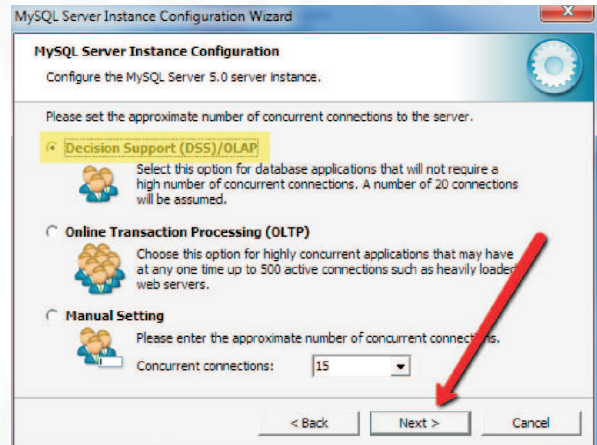 MySQL Server Instance Configuration Wizard
MySQL Server Instance Configuration
Configure the MySQL Server 5.0 server instance.
Please set the approximate number of concurrent connections to the server.
Decision Support (DSS)/OLAP
Select this option for database applications that will not require a
high number of concurrent connections. A number of 20 connections
will be assumed.
Online Transaction Processing (OLTP)
Choose this option for highly concurrent applications that may have
at any one time up to 500 active connections such as heavily loaded
web servers.
Manual Setting
Please enter the approximate number of concurrent connections.
Concurrent connections: 15
< Back Next > Cancel